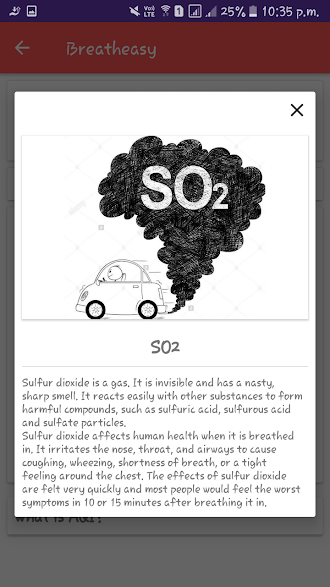 Vo)) LTE 1 25% 10:35 p.m.
Breatheasy
SO2
SO2
Sulfur dioxide is a gas. It is invisible and has a nasty,
sharp smell. It reacts easily with other substances to form
harmful compounds, such as sulfuric acid, sulfurous acid
and sulfate particles.
Sulfur dioxide affects human health when it is breathed
in. It irritates the nose, throat, and airways to cause
coughing, wheezing, shortness of breath, or a tight
feeling around the chest. The effects of sulfur dioxide
are felt very quickly and most people would feel the worst
symptoms in 10 or 15 minutes after breathing it in.
What is AQI?